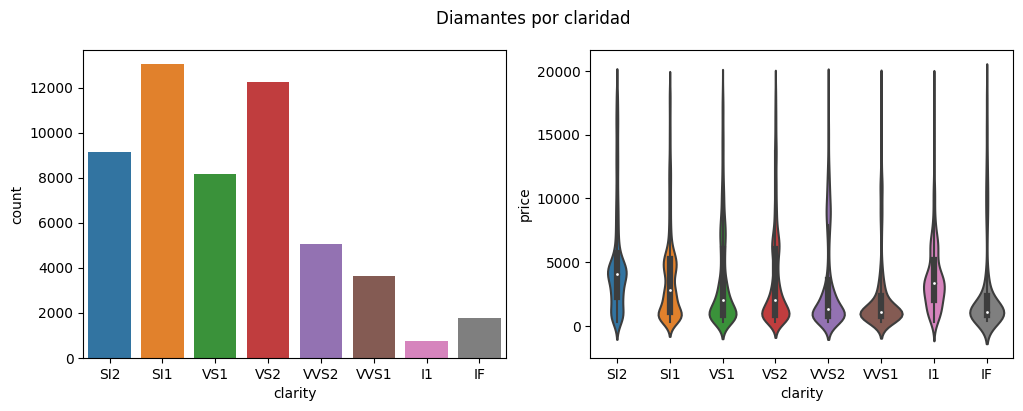 Diamantes por claridad
count
12000
10000
8000
6000
4000
2000
0
SI2 SI1 VS1 VS2 VVS2 VVS1 I1 IF
clarity
price
20000
15000
10000
5000
0
SI2 SI1 VS1 VS2 VVS2 VVS1 I1 IF
clarity